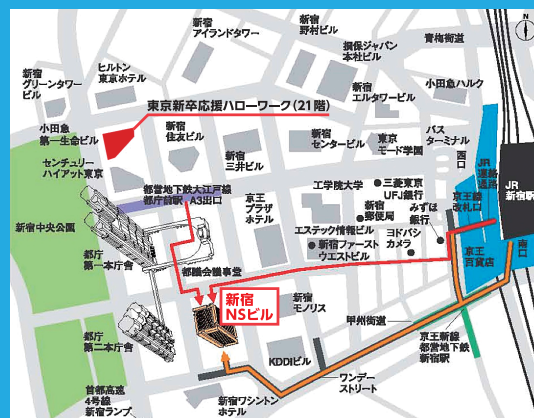 N
新宿
アイランドタワー
新宿
野村ビル
損保ジャパン
本社ビル
青梅街道
新宿
グリーンタワー
ビル
ヒルトン
東京ホテル
新宿
エルタワービル
小田急ハルク
東京新卒応援ハローワーク（21階）
小田急
第一生命ビル
新宿
住友ビル
新宿
センタービル
東京
モード学園
バス
ターミナル
西口
JR
連絡
通路
JR
新宿駅
センチュリー
ハイアット東京
新宿
三井ビル
都営地下鉄大江戸線
都庁前駅 A3出口
京王
プラザ
ホテル
工学院大学
三菱東京
UFJ銀行
京王線
改札口
新宿
郵便局
みずほ
銀行
新宿中央公園
エステック情報ビル
ヨドバシ
カメラ
新宿ファースト
ウエストビル
京王
百貨店
南口
都庁
第一本庁舎
都議会議事堂
新宿
NSビル
新宿
モノリス
甲州街道
都庁
第二本庁舎
京王新線
都営地下鉄
新宿駅
KDDIビル
ワンデー
ストリート
首都高速
4号線
新宿ランプ
新宿ワシントン
ホテル